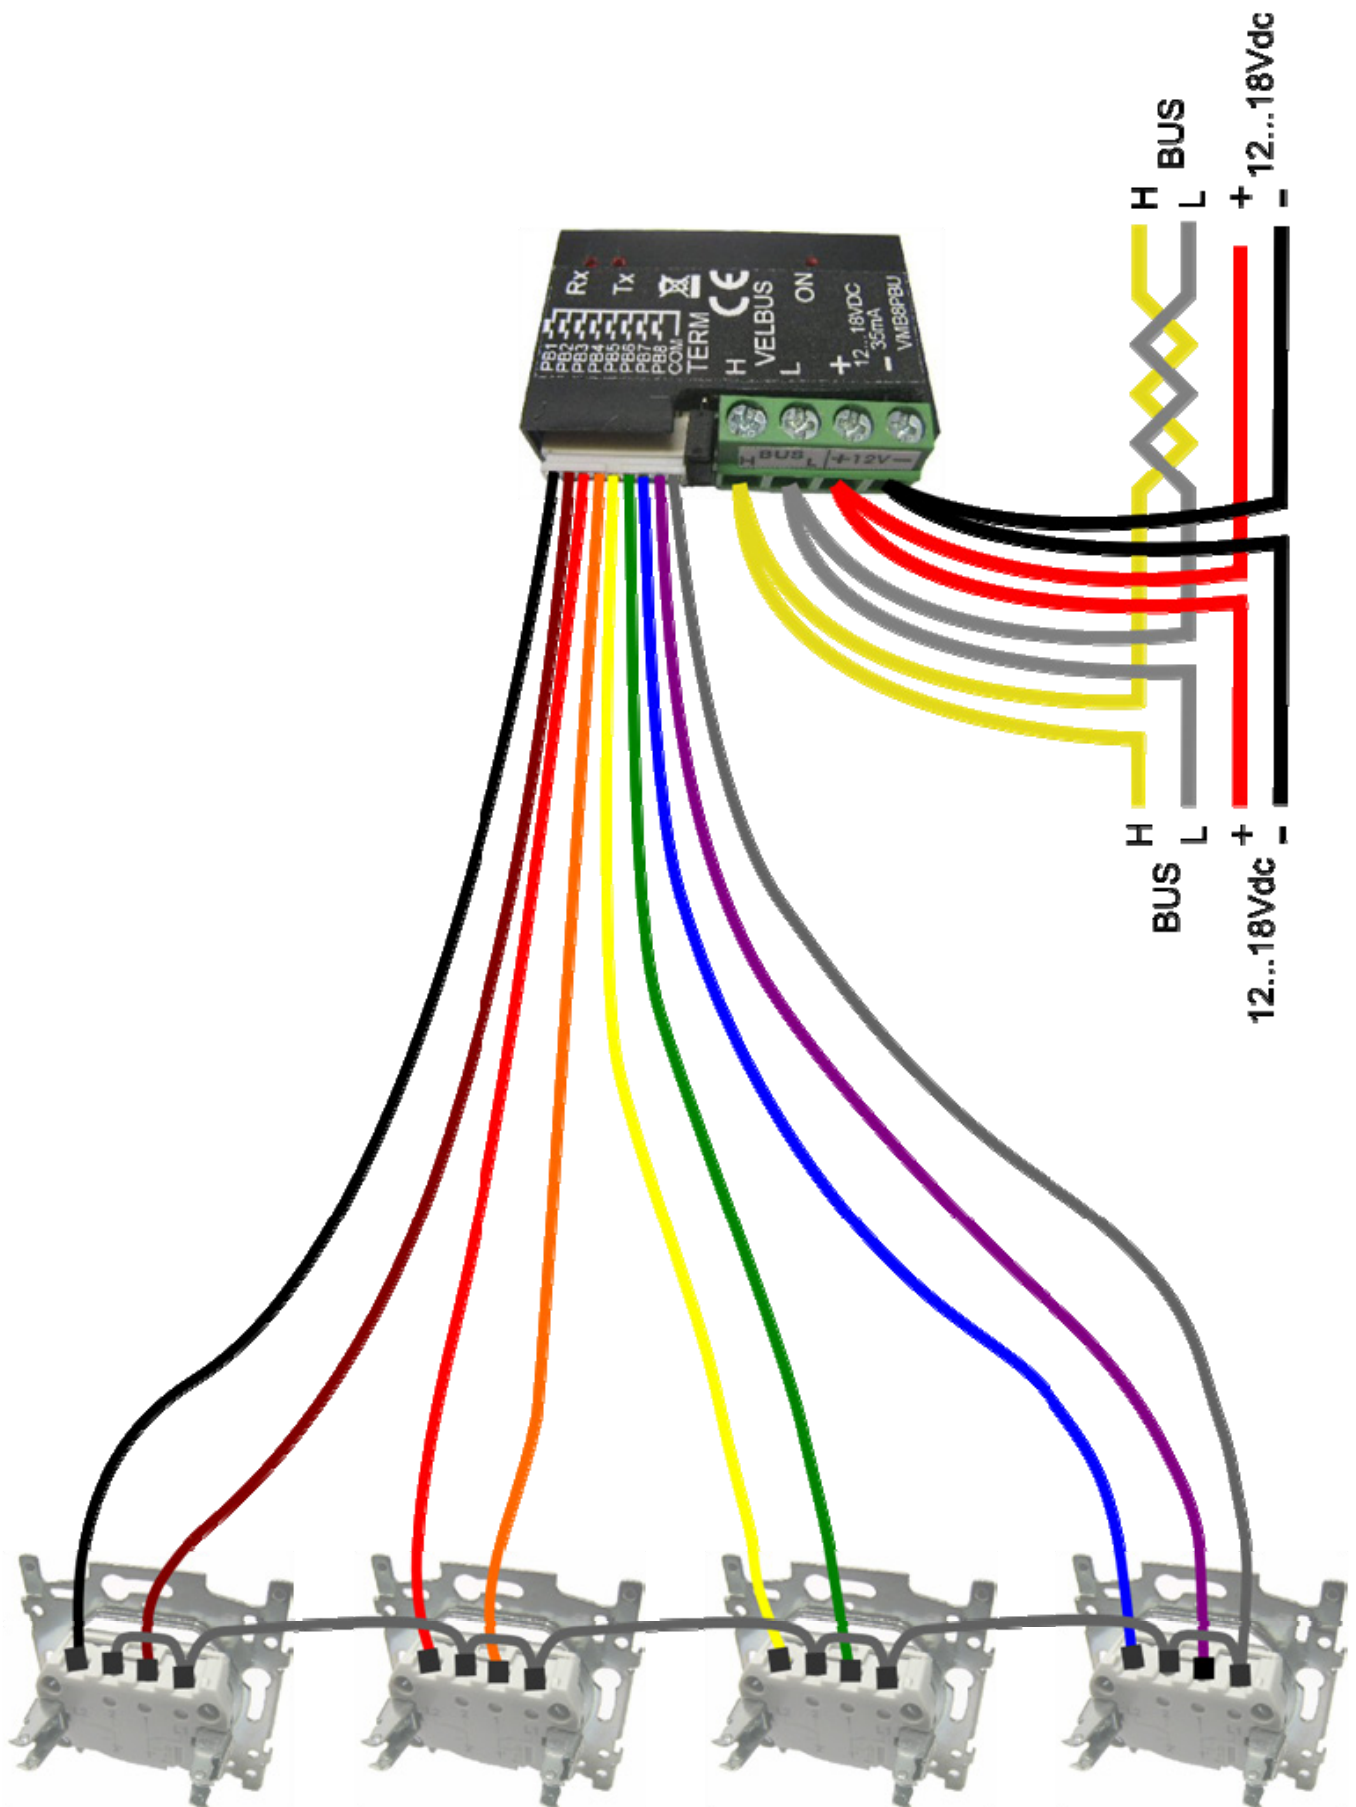 12...18Vdc
BUS
H
L
+
-
Rx
Tx
ON
PB1
PB2
PB3
PB4
PB5
PB6
PB7
PB8
COM
TERM
CE
H
VELBUS
L
+
12...18VDC
-
35mA
VMB8PBU
H BUS L +12V-
H
L
+
-
BUS
12...18Vdc